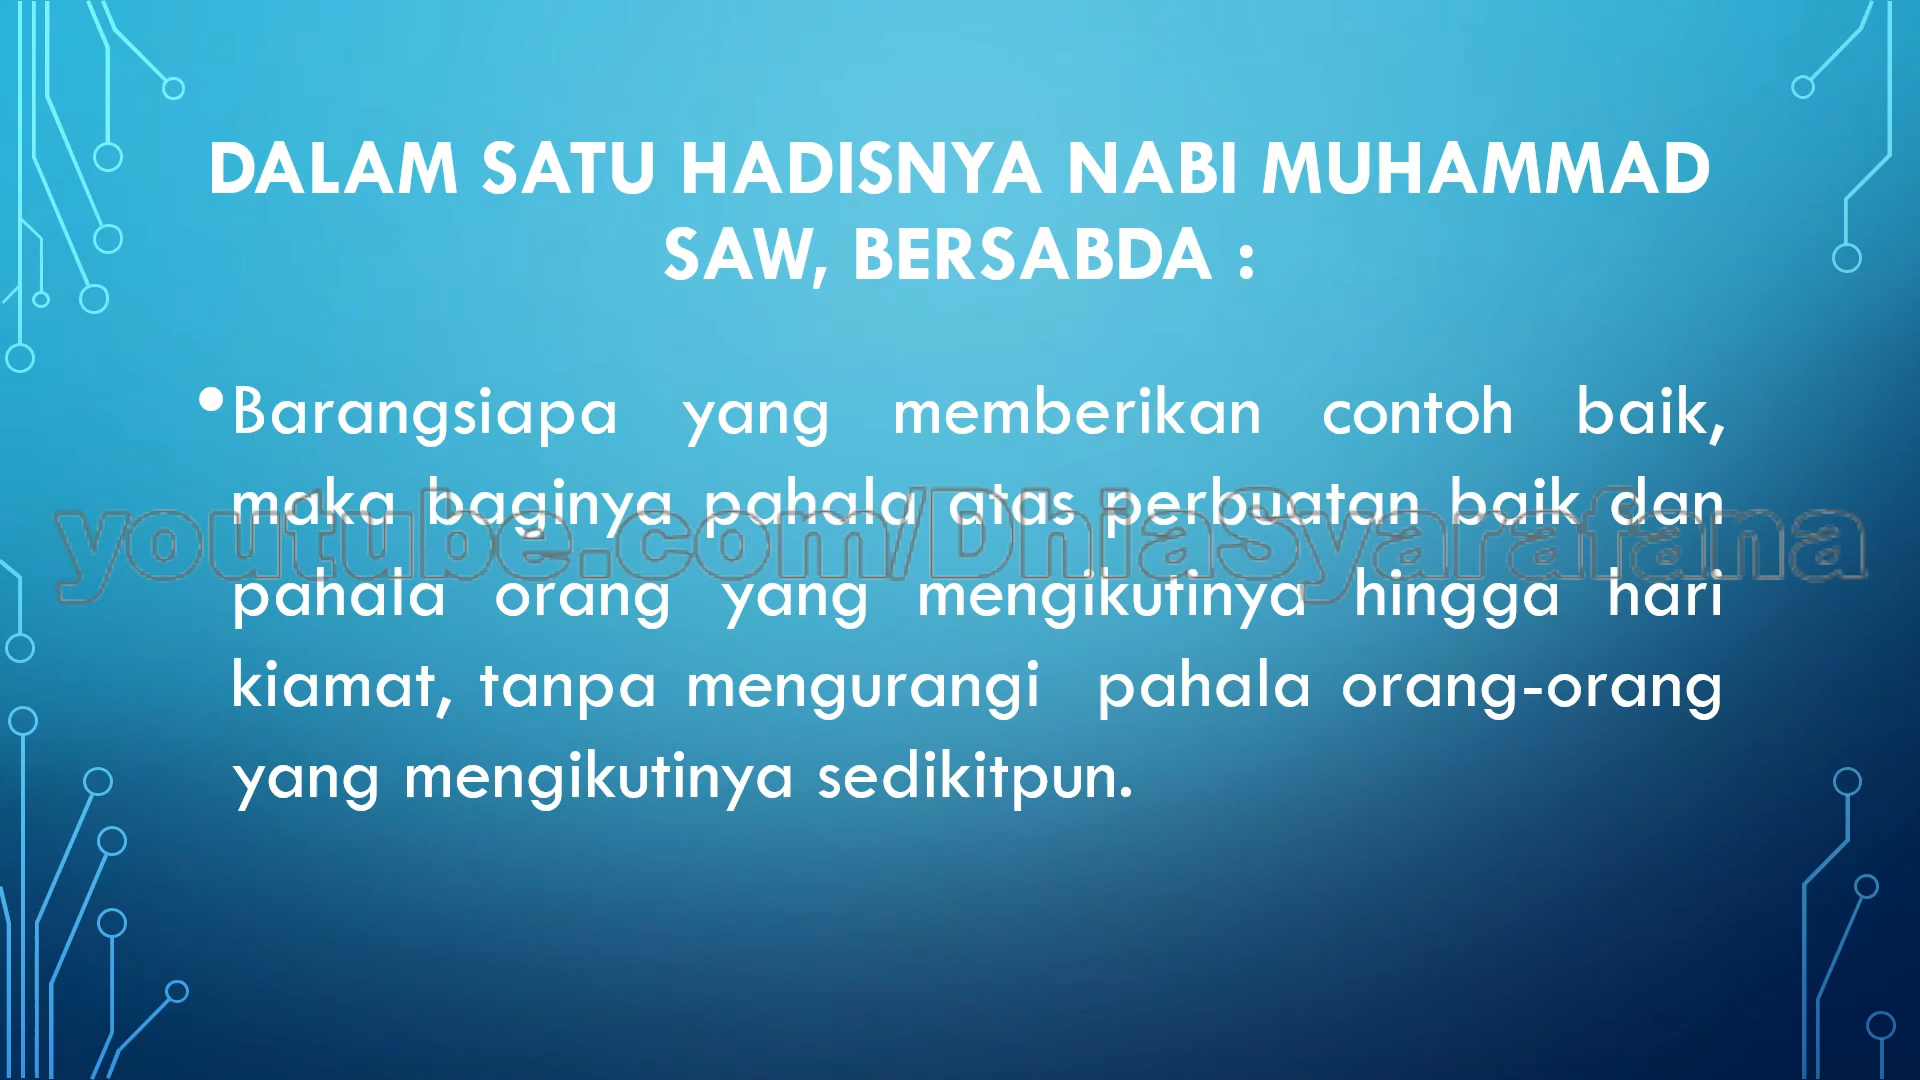 DALAM SATU HADISNYA NABI MUHAMMAD
SAW, BERSABDA :
•Barangsiapa yang memberikan contoh baik,
maka baginya pahala atas perbuatan baik dan
youtube.com/DhiaSyarafana
pahala orang yang mengikutinya hingga hari
kiamat, tanpa mengurangi pahala orang-orang
yang mengikutinya sedikitpun.